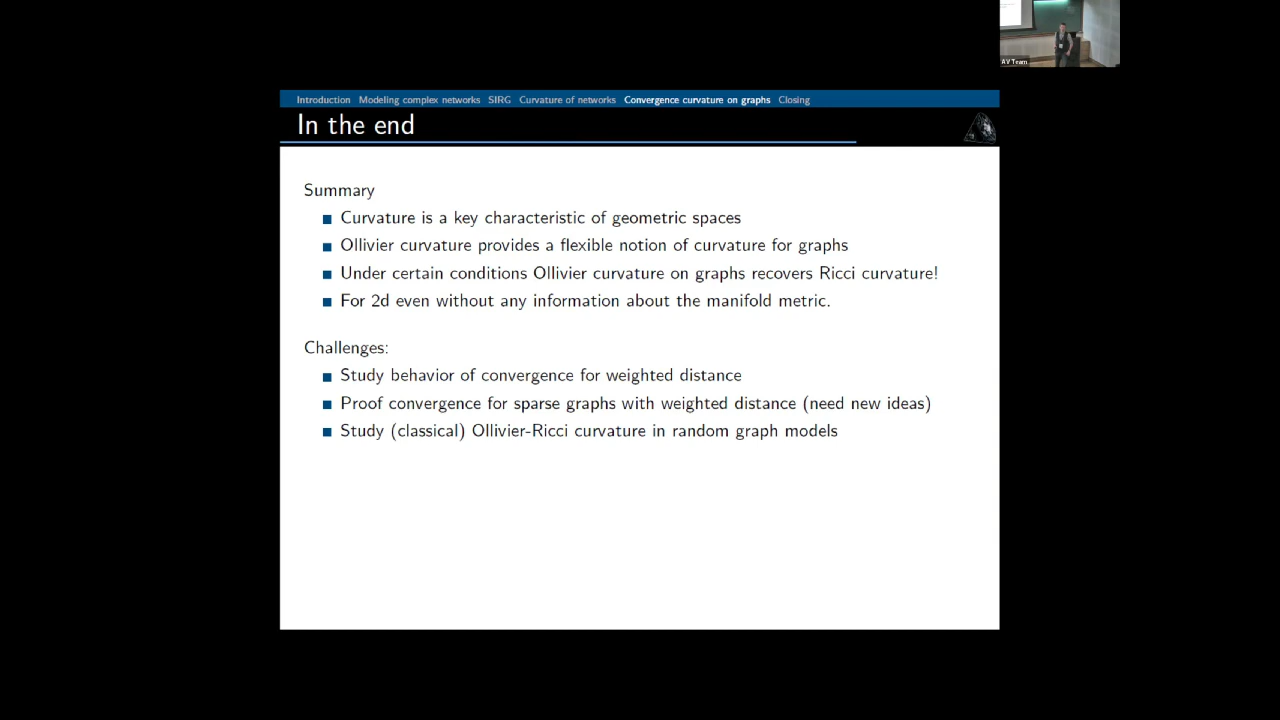 AV Team
Introduction Modeling complex networks SIRG Curvature of networks Convergence curvature on graphs Closing
In the end
Summary
Curvature is a key characteristic of geometric spaces
Ollivier curvature provides a flexible notion of curvature for graphs
Under certain conditions Ollivier curvature on graphs recovers Ricci curvature!
For 2d even without any information about the manifold metric.
Challenges:
Study behavior of convergence for weighted distance
Proof convergence for sparse graphs with weighted distance (need new ideas)
Study (classical) Ollivier-Ricci curvature in random graph models